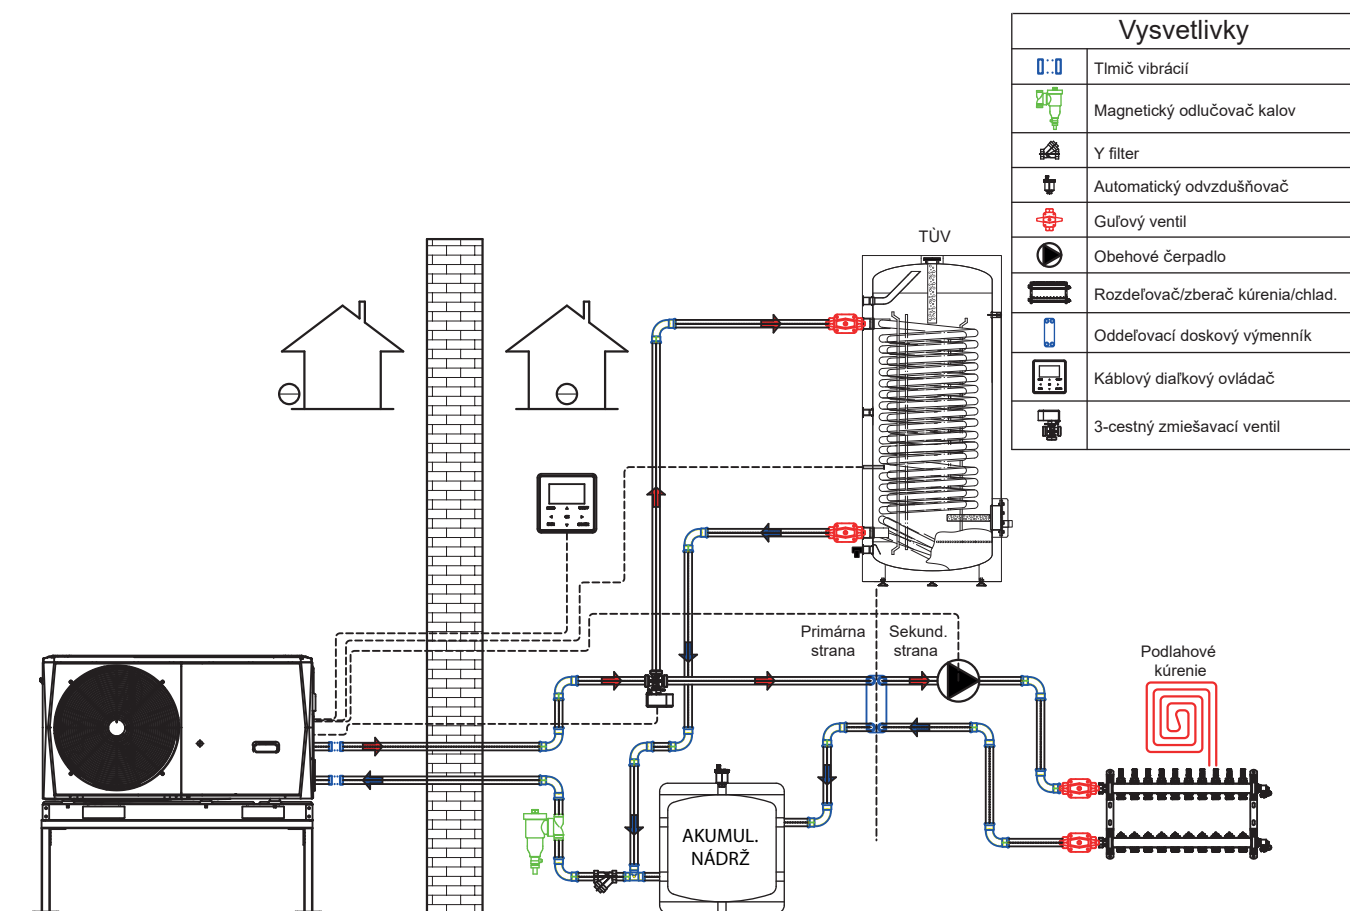 Vysvetlivky
Tlmič vibrácií
Magnetický odlučovač kalov
Y filter
Automatický odvzdušňovač
Guľový ventil
Obehové čerpadlo
Rozdeľovač/zberač kúrenia/chlad.
Oddeľovací doskový výmenník
Káblový diaľkový ovládač
3-cestný zmiešavací ventil
TÙV
Primárna
strana
Sekund.
strana
Podlahové
kúrenie
AKUMUL.
NÁDRŽ